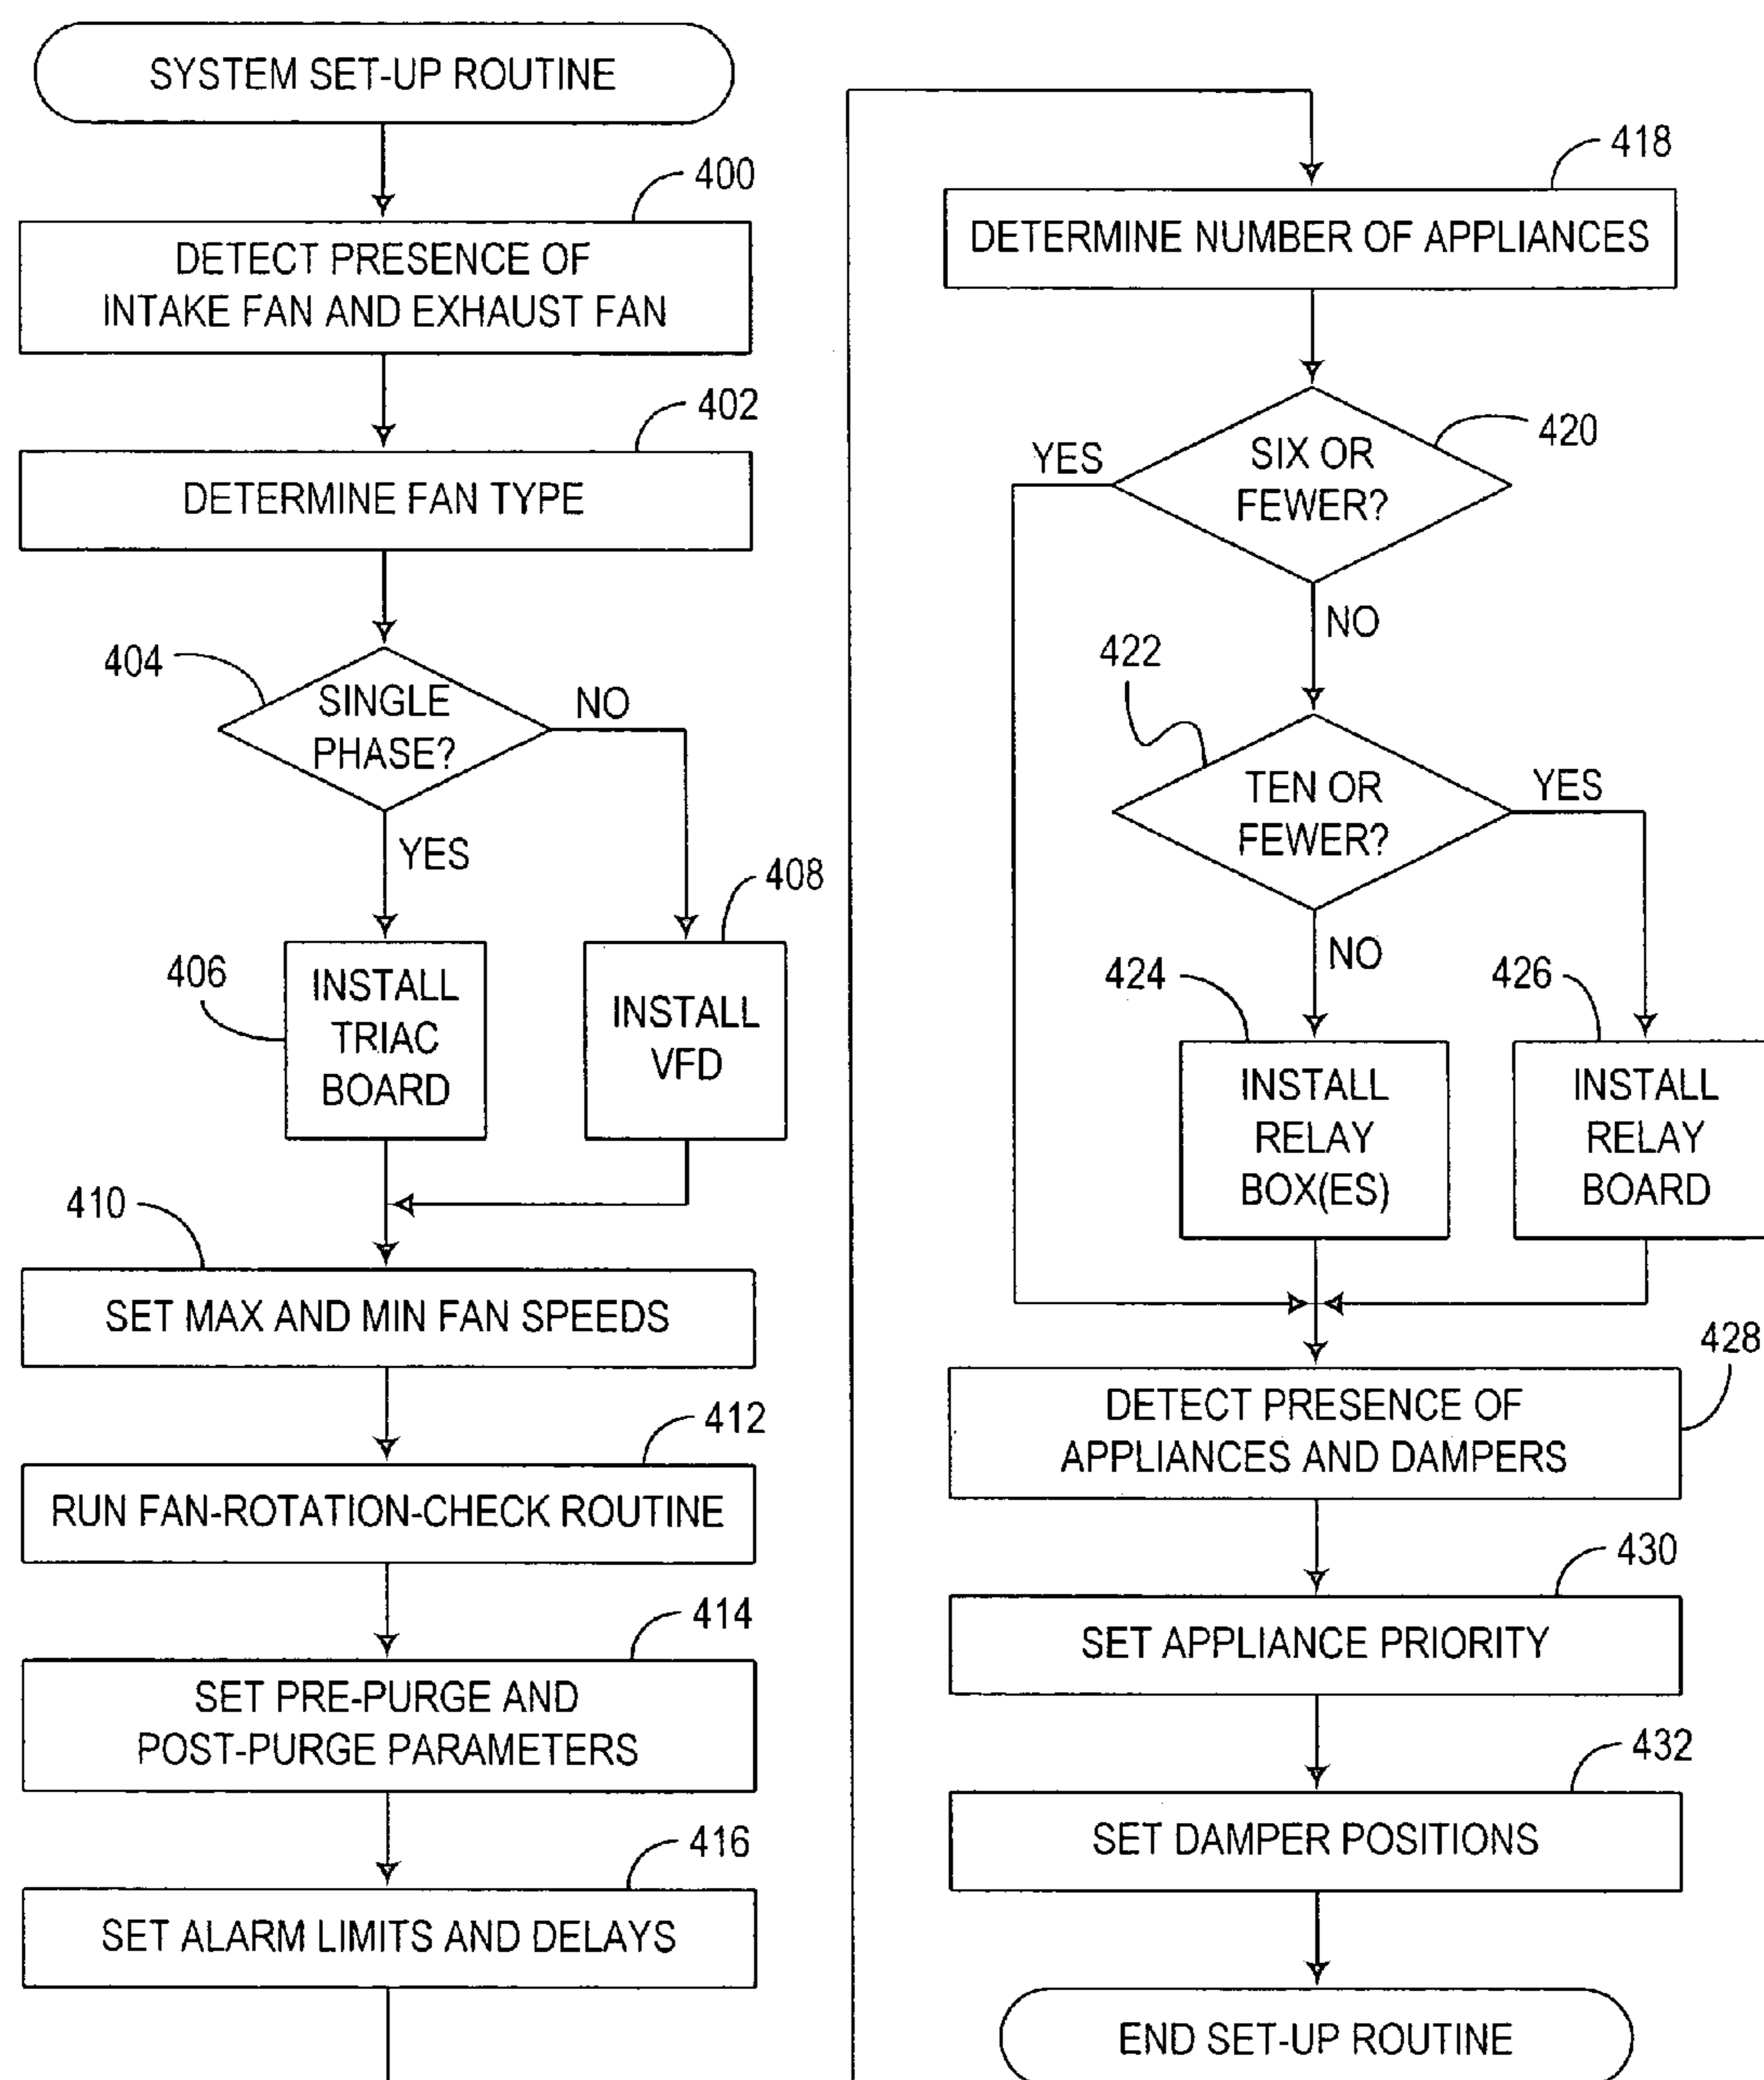 SYSTEM SET-UP ROUTINE
400
DETECT PRESENCE OF
INTAKE FAN AND EXHAUST FAN
402
DETERMINE FAN TYPE
404
SINGLE
PHASE?
NO
YES
406
INSTALL
TRIAC
BOARD
408
INSTALL
VFD
410
SET MAX AND MIN FAN SPEEDS
412
RUN FAN-ROTATION-CHECK ROUTINE
414
SET PRE-PURGE AND
POST-PURGE PARAMETERS
416
SET ALARM LIMITS AND DELAYS
418
DETERMINE NUMBER OF APPLIANCES
420
SIX OR
FEWER?
YES
NO
422
TEN OR
FEWER?
YES
NO
424
INSTALL
RELAY
BOX(ES)
426
INSTALL
RELAY
BOARD
428
DETECT PRESENCE OF
APPLIANCES AND DAMPERS
430
SET APPLIANCE PRIORITY
432
SET DAMPER POSITIONS
END SET-UP ROUTINE